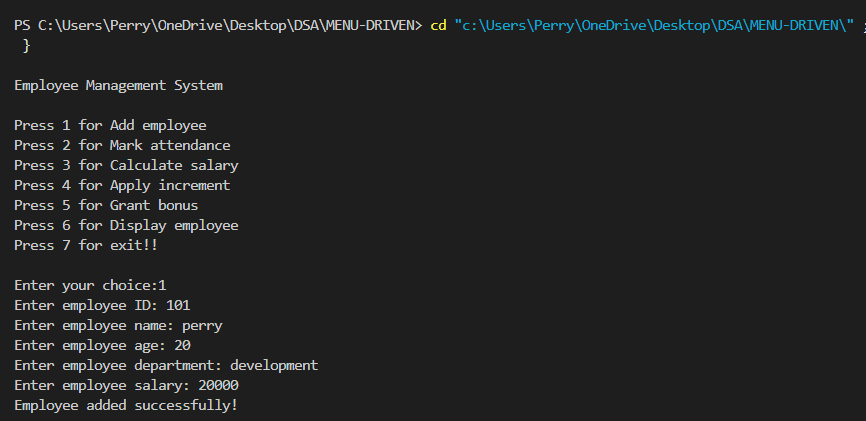 PS C:\Users\Perry\OneDrive\Desktop\DSA\MENU-DRIVEN> cd "c:\Users\Perry\OneDrive\Desktop\DSA\MENU-DRIVEN\" ;
}
Employee Management System
Press 1 for Add employee
Press 2 for Mark attendance
Press 3 for Calculate salary
Press 4 for Apply increment
Press 5 for Grant bonus
Press 6 for Display employee
Press 7 for exit!!
Enter your choice:1
Enter employee ID: 101
Enter employee name: perry
Enter employee age: 20
Enter employee department: development
Enter employee salary: 20000
Employee added successfully!